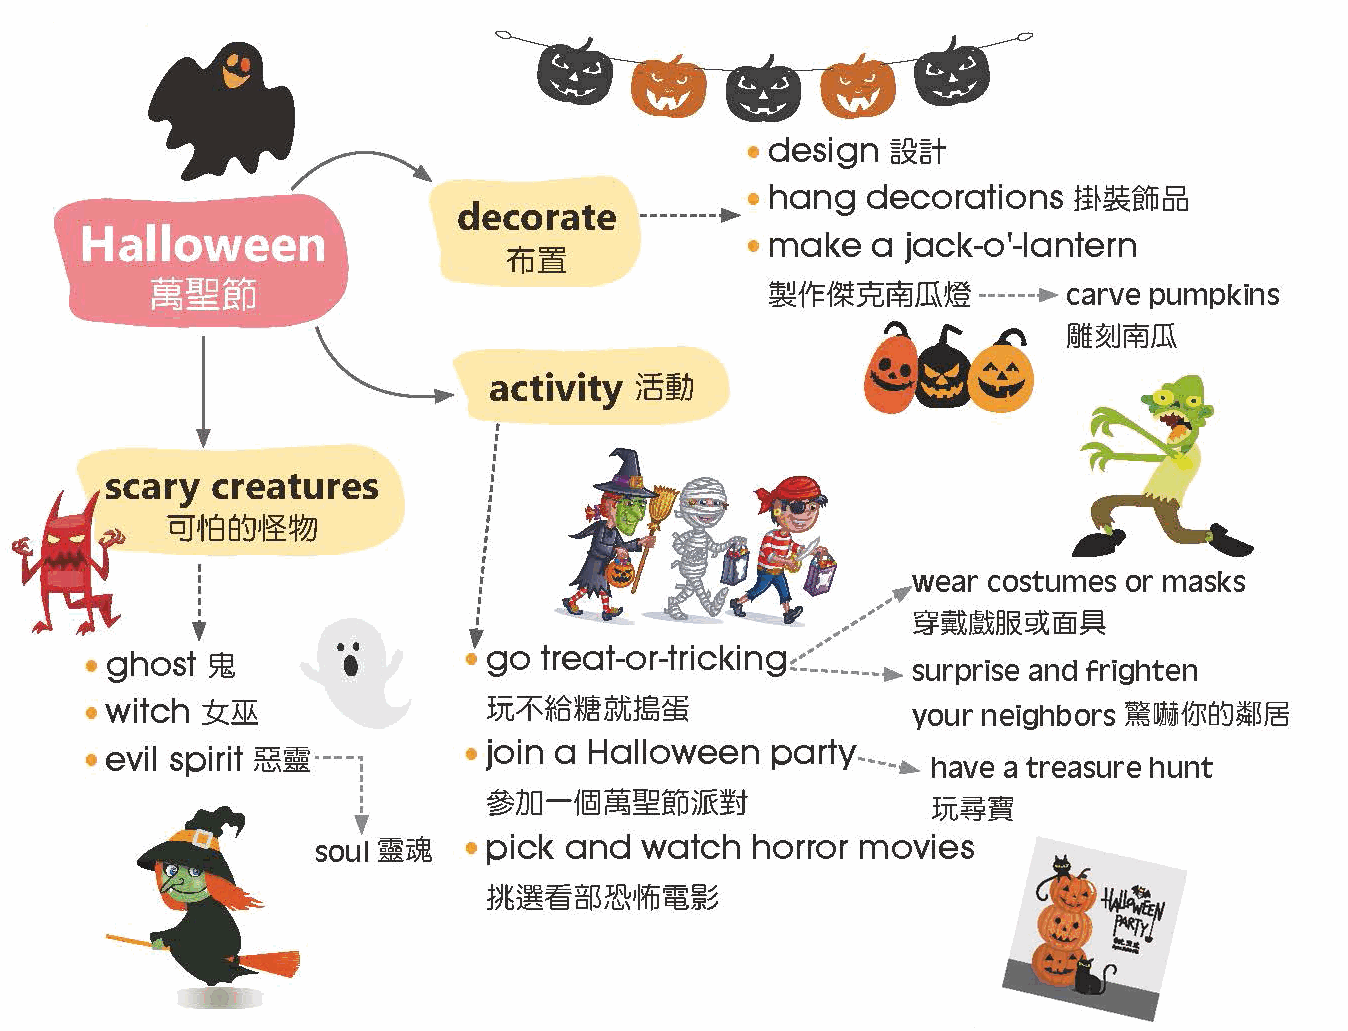 Halloween
萬聖節
decorate
布置
• design 設計
• hang decorations 掛裝飾品
• make a jack-o'-lantern
製作傑克南瓜燈
carve pumpkins
雕刻南瓜
activity 活動
• go treat-or-tricking
玩不給糖就搗蛋
wear costumes or masks
穿戴戲服或面具
surprise and frighten
your neighbors 驚嚇你的鄰居
• join a Halloween party
參加一個萬聖節派對
have a treasure hunt
玩尋寶
• pick and watch horror movies
挑選看部恐怖電影
scary creatures
可怕的怪物
• ghost 鬼
• witch 女巫
• evil spirit 惡靈
soul 靈魂
HALLOWEEN
PARTY!